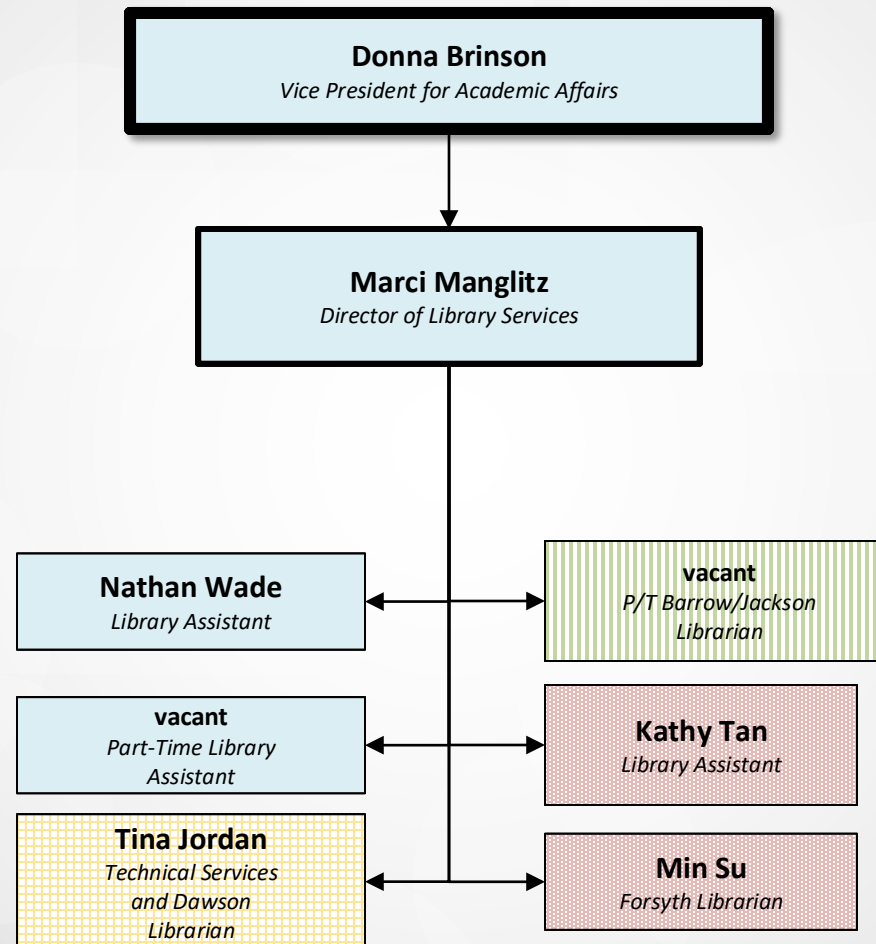 Donna Brinson
Vice President for Academic Affairs
Marci Manglitz
Director of Library Services
Nathan Wade
Library Assistant
vacant
P/T Barrow/Jackson
Librarian
vacant
Part-Time Library
Assistant
Kathy Tan
Library Assistant
Tina Jordan
Technical Services
and Dawson
Librarian
Min Su
Forsyth Librarian